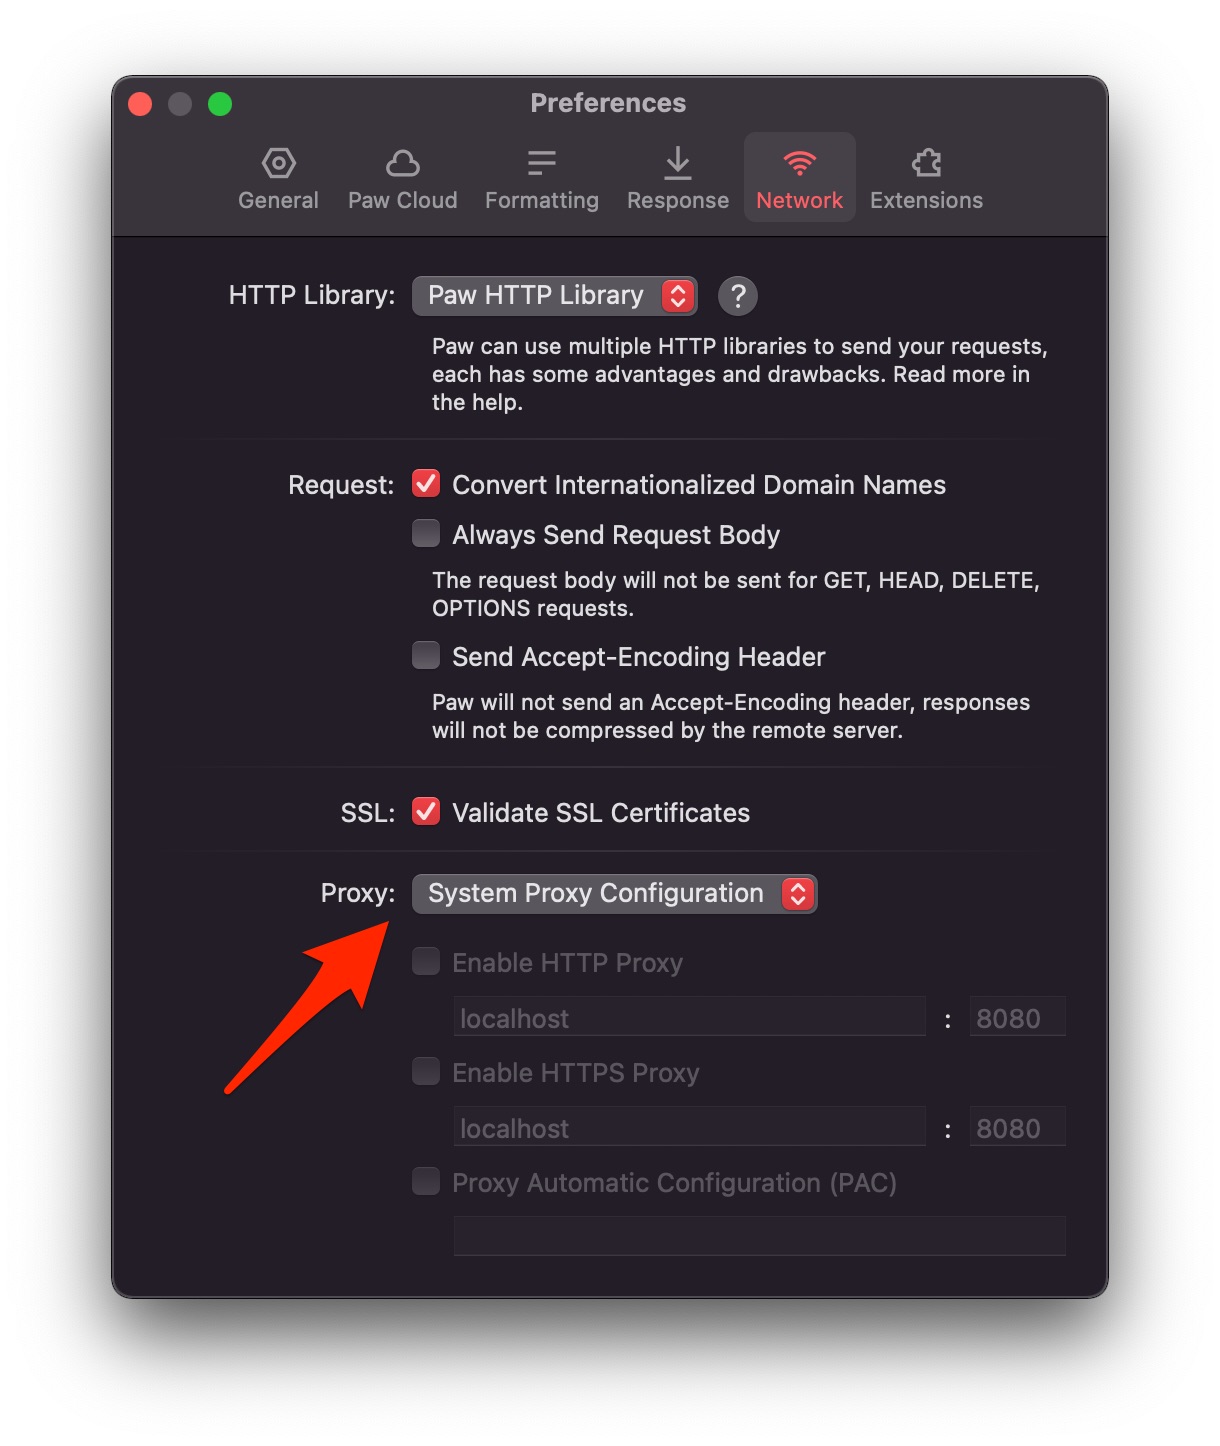 Preferences
General Paw Cloud Formatting Response Network Extensions
HTTP Library: Paw HTTP Library ?
Paw can use multiple HTTP libraries to send your requests,
each has some advantages and drawbacks. Read more in
the help.
Request: Convert Internationalized Domain Names
Always Send Request Body
The request body will not be sent for GET, HEAD, DELETE,
OPTIONS requests.
Send Accept-Encoding Header
Paw will not send an Accept-Encoding header, responses
will not be compressed by the remote server.
SSL: Validate SSL Certificates
Proxy: System Proxy Configuration
Enable HTTP Proxy
localhost : 8080
Enable HTTPS Proxy
localhost : 8080
Proxy Automatic Configuration (PAC)